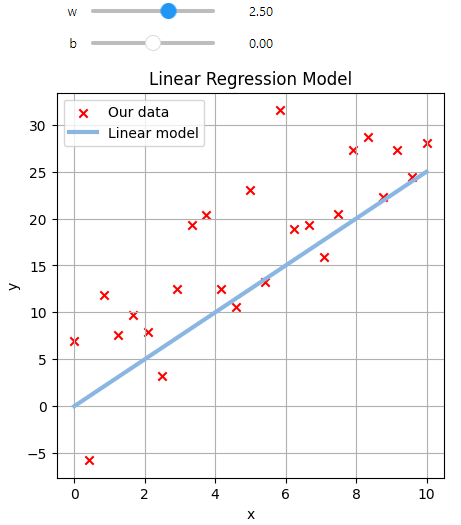 w 2.50
b 0.00
Linear Regression Model
Our data
Linear model
30
25
20
15
10
5
0
−5
y
0 2 4 6 8 10
x